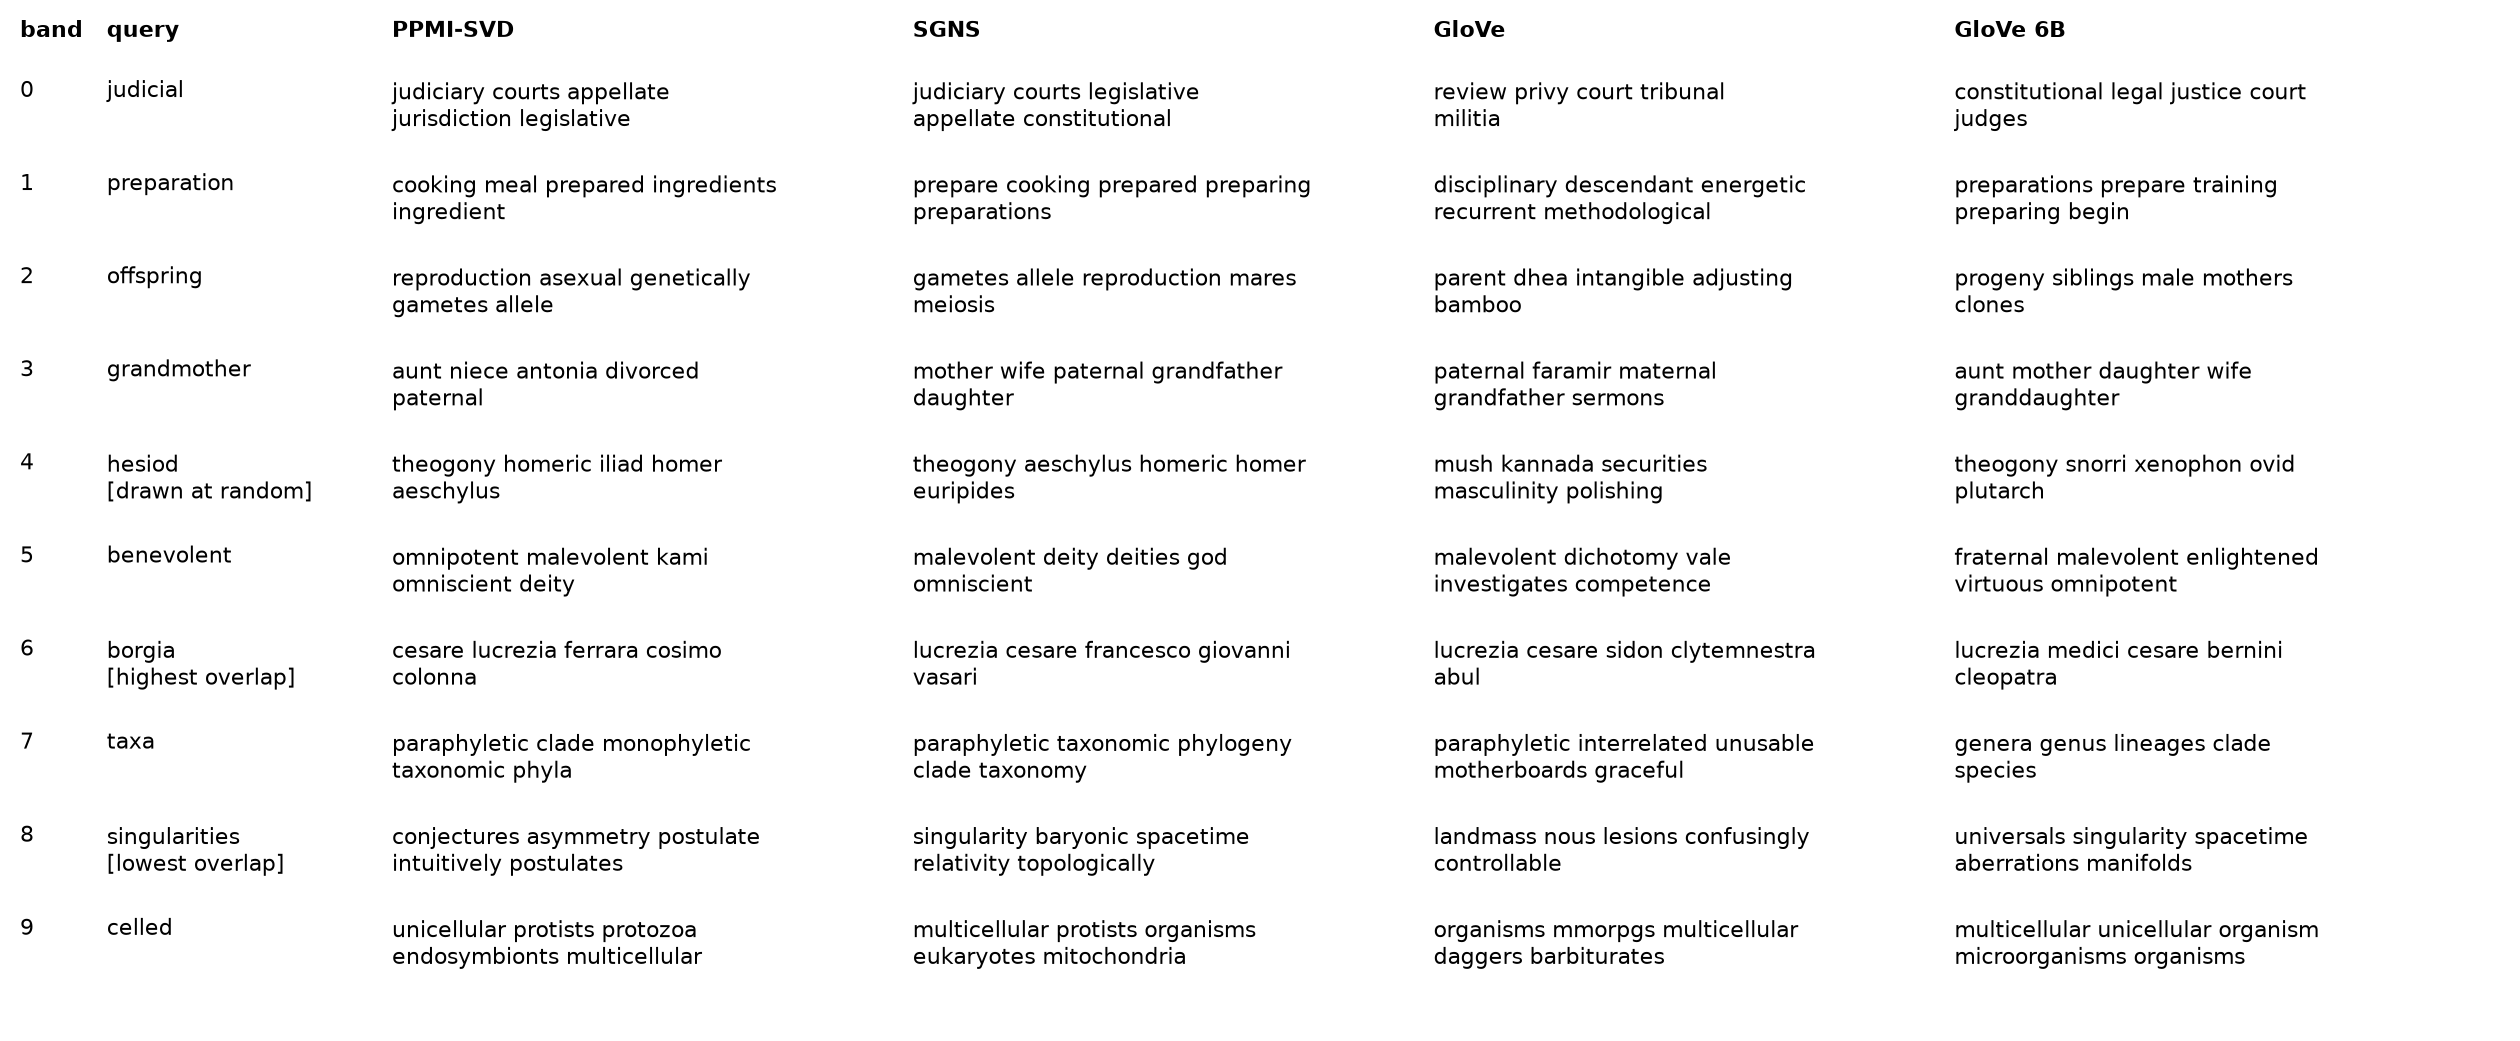 band query PPMI-SVD SGNS GloVe GloVe 6B
0 judicial judiciary courts appellate judiciary courts legislative review privy court tribunal constitutional legal justice court
jurisdiction legislative appellate constitutional militia judges
1 preparation cooking meal prepared ingredients prepare cooking prepared preparing disciplinary descendant energetic preparations prepare training
ingredient preparations recurrent methodological preparing begin
2 offspring reproduction asexual genetically gametes allele reproduction mares parent dhea intangible adjusting progeny siblings male mothers
gametes allele meiosis bamboo clones
3 grandmother aunt niece antonia divorced mother wife paternal grandfather paternal faramir maternal aunt mother daughter wife
paternal daughter grandfather sermons granddaughter
4 hesiod theogony homeric iliad homer theogony aeschylus homeric homer mush kannada securities theogony snorri xenophon ovid
[drawn at random] aeschylus euripides masculinity polishing plutarch
5 benevolent omnipotent malevolent kami malevolent deity deities god malevolent dichotomy vale fraternal malevolent enlightened
omniscient deity omniscient investigates competence virtuous omnipotent
6 borgia cesare lucrezia ferrara cosimo lucrezia cesare francesco giovanni lucrezia cesare sidon clytemnestra lucrezia medici cesare bernini
[highest overlap] colonna vasari abul cleopatra
7 taxa paraphyletic clade monophyletic paraphyletic taxonomic phylogeny paraphyletic interrelated unusable genera genus lineages clade
taxonomic phyla clade taxonomy motherboards graceful species
8 singularities conjectures asymmetry postulate singularity baryonic spacetime landmass nous lesions confusingly universals singularity spacetime
[lowest overlap] intuitively postulates relativity topologically controllable aberrations manifolds
9 celled unicellular protists protozoa multicellular protists organisms organisms mmorpgs multicellular multicellular unicellular organism
endosymbionts multicellular eukaryotes mitochondria daggers barbiturates microorganisms organisms